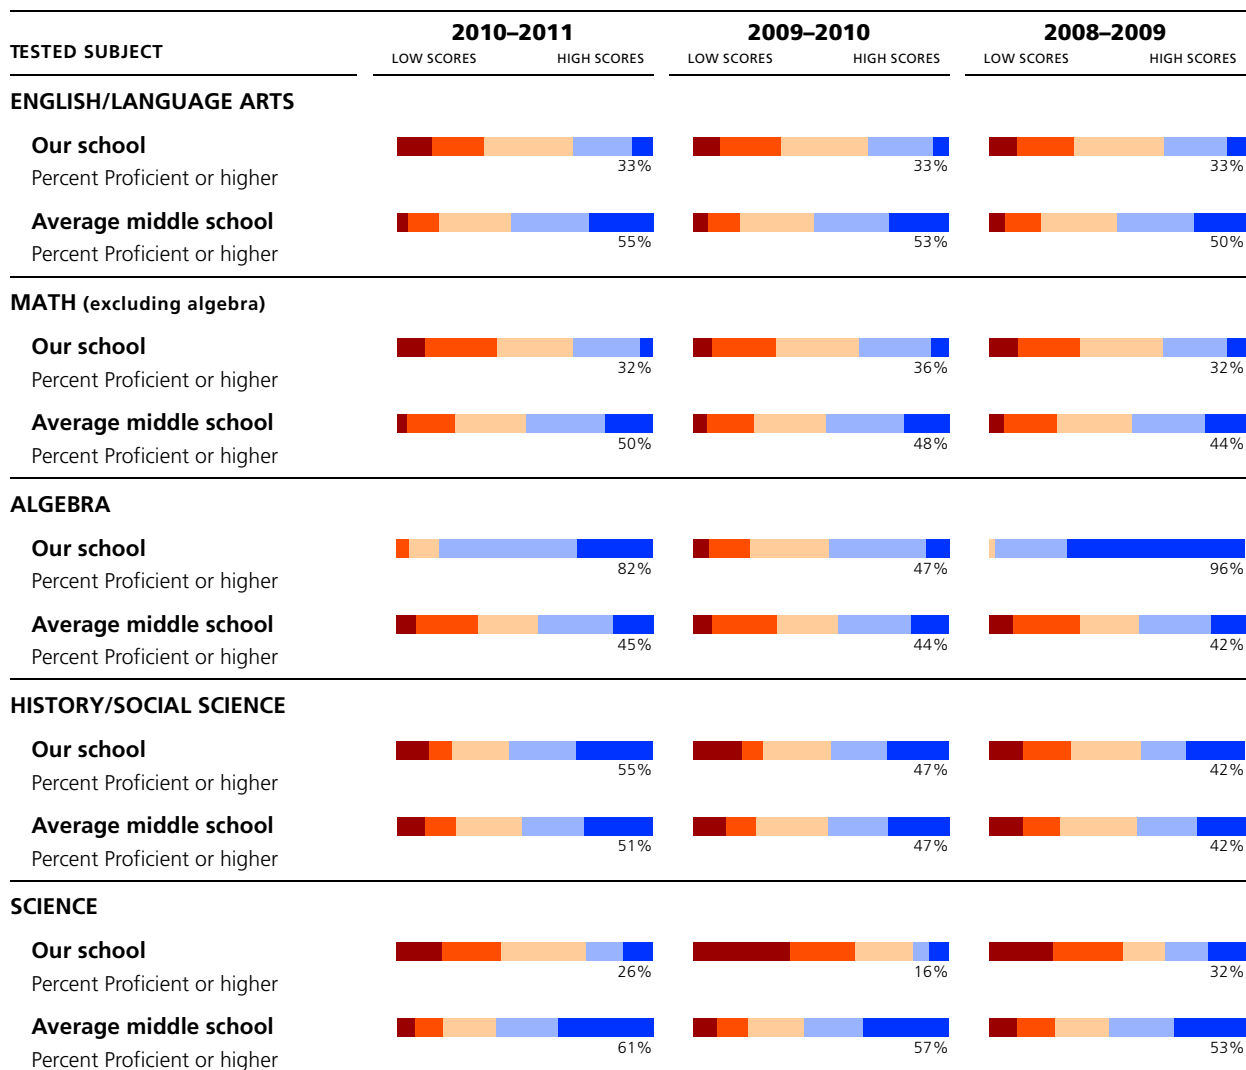 2010–2011 2009–2010 2008–2009
TESTED SUBJECT LOW SCORES HIGH SCORES LOW SCORES HIGH SCORES LOW SCORES HIGH SCORES
ENGLISH/LANGUAGE ARTS
Our school
33% 33% 33%
Percent Proficient or higher
Average middle school
55% 53% 50%
Percent Proficient or higher
MATH (excluding algebra)
Our school
32% 36% 32%
Percent Proficient or higher
Average middle school
50% 48% 44%
Percent Proficient or higher
ALGEBRA
Our school
82% 47% 96%
Percent Proficient or higher
Average middle school
45% 44% 42%
Percent Proficient or higher
HISTORY/SOCIAL SCIENCE
Our school
55% 47% 42%
Percent Proficient or higher
Average middle school
51% 47% 42%
Percent Proficient or higher
SCIENCE
Our school
26% 16% 32%
Percent Proficient or higher
Average middle school
61% 57% 53%
Percent Proficient or higher